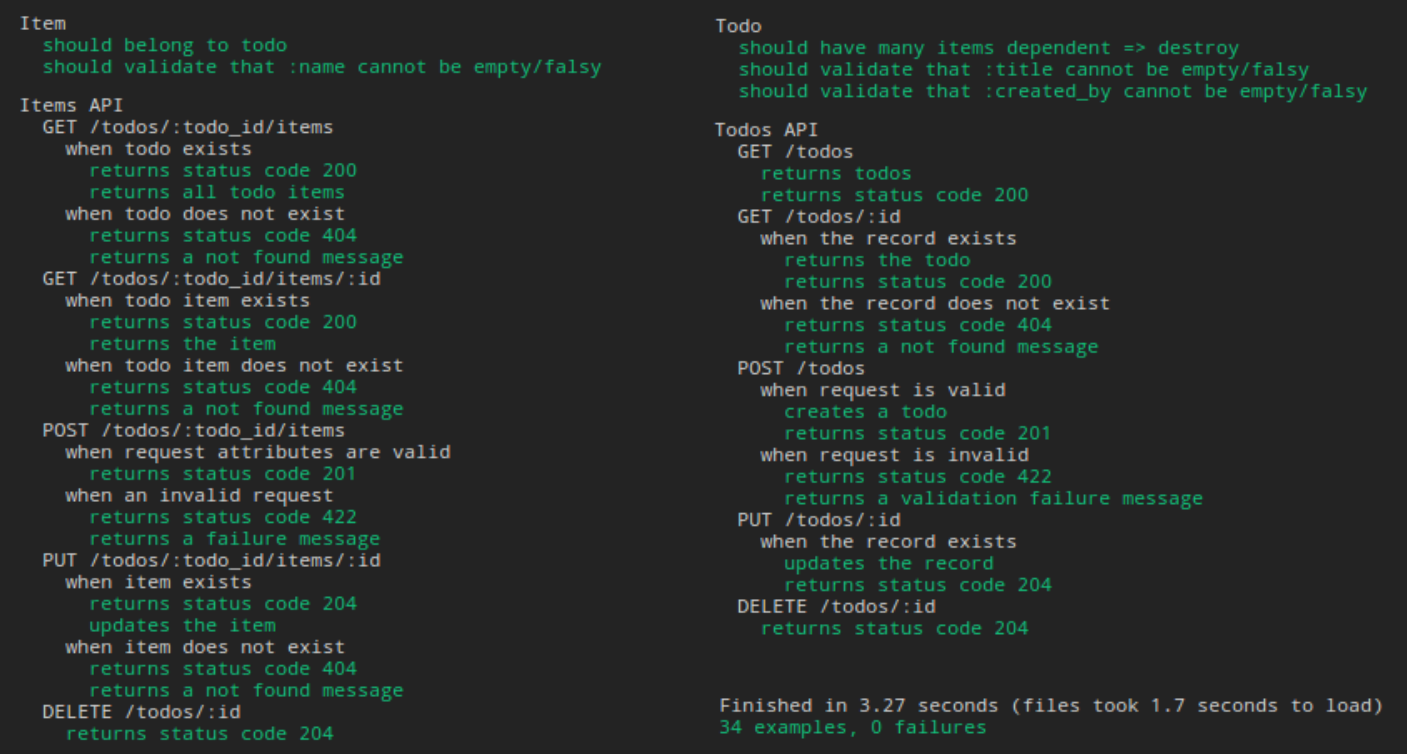 Item
should belong to todo
should validate that :name cannot be empty/falsy
Items API
GET /todos/:todo_id/items
when todo exists
returns status code 200
returns all todo items
when todo does not exist
returns status code 404
returns a not found message
GET /todos/:todo_id/items/:id
when todo item exists
returns status code 200
returns the item
when todo item does not exist
returns status code 404
returns a not found message
POST /todos/:todo_id/items
when request attributes are valid
returns status code 201
when an invalid request
returns status code 422
returns a failure message
PUT /todos/:todo_id/items/:id
when item exists
returns status code 204
updates the item
when item does not exist
returns status code 404
returns a not found message
DELETE /todos/:id
returns status code 204
Todo
should have many items dependent => destroy
should validate that :title cannot be empty/falsy
should validate that :created_by cannot be empty/falsy
Todos API
GET /todos
returns todos
returns status code 200
GET /todos/:id
when the record exists
returns the todo
returns status code 200
when the record does not exist
returns status code 404
returns a not found message
POST /todos
when request is valid
creates a todo
returns status code 201
when request is invalid
returns status code 422
returns a validation failure message
PUT /todos/:id
when the record exists
updates the record
returns status code 204
DELETE /todos/:id
returns status code 204
Finished in 3.27 seconds (files took 1.7 seconds to load)
34 examples, 0 failures